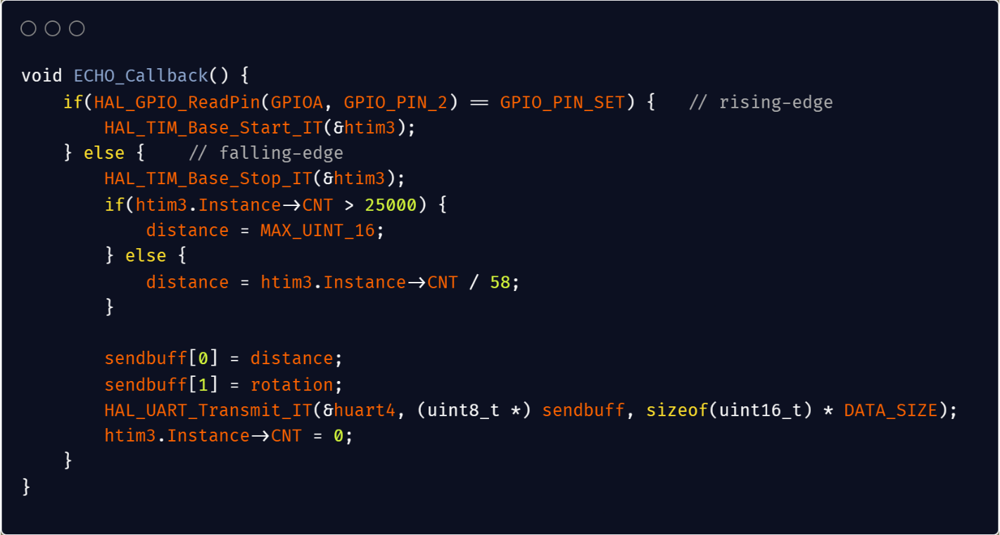 void ECHO_Callback() {
    if(HAL_GPIO_ReadPin(GPIOA, GPIO_PIN_2) == GPIO_PIN_SET) {   // rising-edge
        HAL_TIM_Base_Start_IT(&htim3);
    } else {    // falling-edge
        HAL_TIM_Base_Stop_IT(&htim3);
        if(htim3.Instance->CNT > 25000) {
            distance = MAX_UINT_16;
        } else {
            distance = htim3.Instance->CNT / 58;
        }

        sendbuff[0] = distance;
        sendbuff[1] = rotation;
        HAL_UART_Transmit_IT(&huart4, (uint8_t *) sendbuff, sizeof(uint16_t) * DATA_SIZE);
        htim3.Instance->CNT = 0;
    }
}